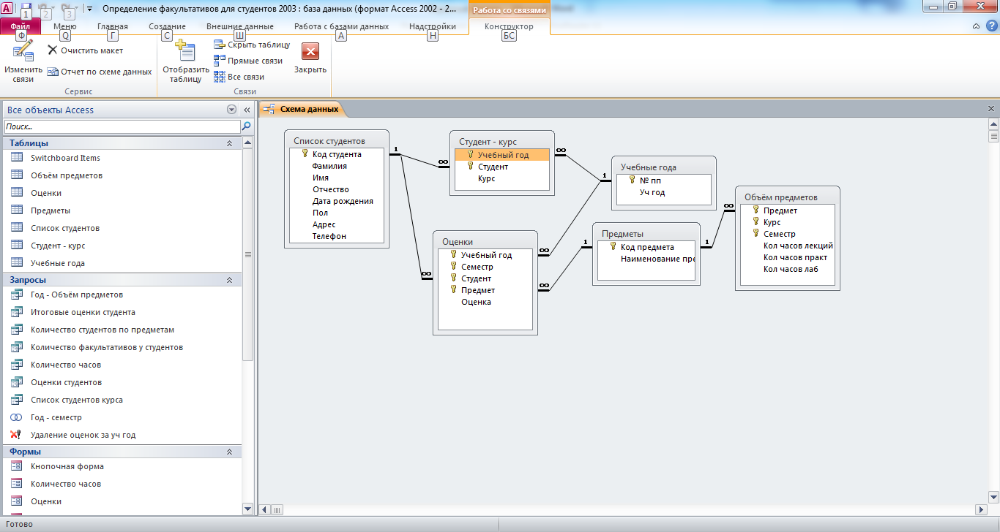 Определение факультативов для студентов 2003 : база данных (формат Access 2002 - 2...
Работа со связями
1 2 3
Файл Меню Главная Создание Внешние данные Работа с базами данных Надстройки Конструктор
Ф Q Г С Ш А Н БС
Изменить связи
Очистить макет
Отчет по схеме данных
Сервис
Отобразить таблицу
Скрыть таблицу
Прямые связи
Все связи
Связи
Закрыть
Все объекты Access
Поиск...
Таблицы
Switchboard Items
Объём предметов
Оценки
Предметы
Список студентов
Студент - курс
Учебные года
Запросы
Год - Объём предметов
Итоговые оценки студента
Количество студентов по предметам
Количество факультативов у студентов
Количество часов
Оценки студентов
Список студентов курса
Год - семестр
Удаление оценок за уч год
Формы
Кнопочная форма
Количество часов
Оценки
Схема данных
Список студентов
Код студента
Фамилия
Имя
Отчество
Дата рождения
Пол
Адрес
Телефон
1
∞
∞
Студент - курс
Учебный год
Студент
Курс
∞
1
Учебные года
№ пп
Уч год
Оценки
Учебный год
Семестр
Студент
Предмет
Оценка
∞
∞
1
Предметы
Код предмета
Наименование пре
1
∞
Объём предметов
Предмет
Курс
Семестр
Кол часов лекций
Кол часов практ
Кол часов лаб
Готово